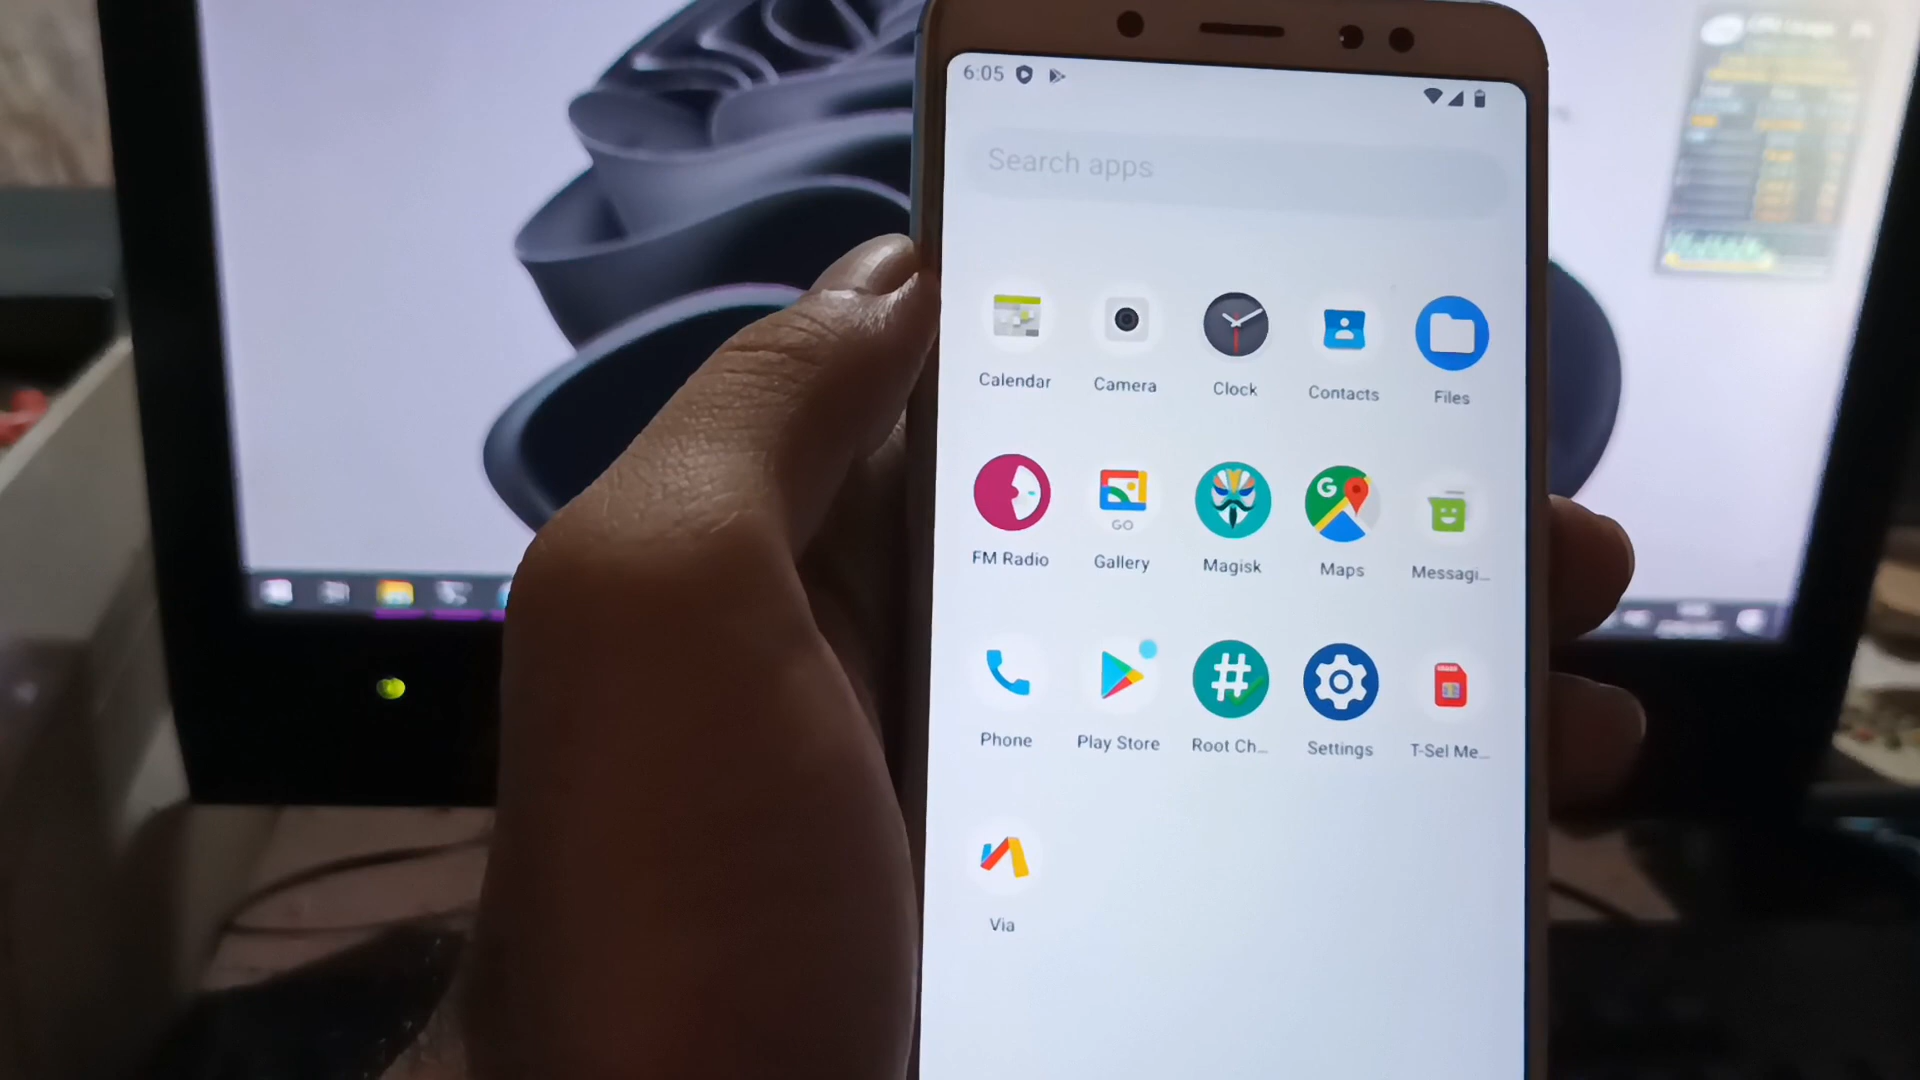 6:05
Search apps
Calendar
Camera
Clock
Contacts
Files
GO
G
FM Radio
Gallery
Magisk
Maps
Messagi...
Phone
Play Store
Root Ch...
Settings
T-Sel Me...
Via